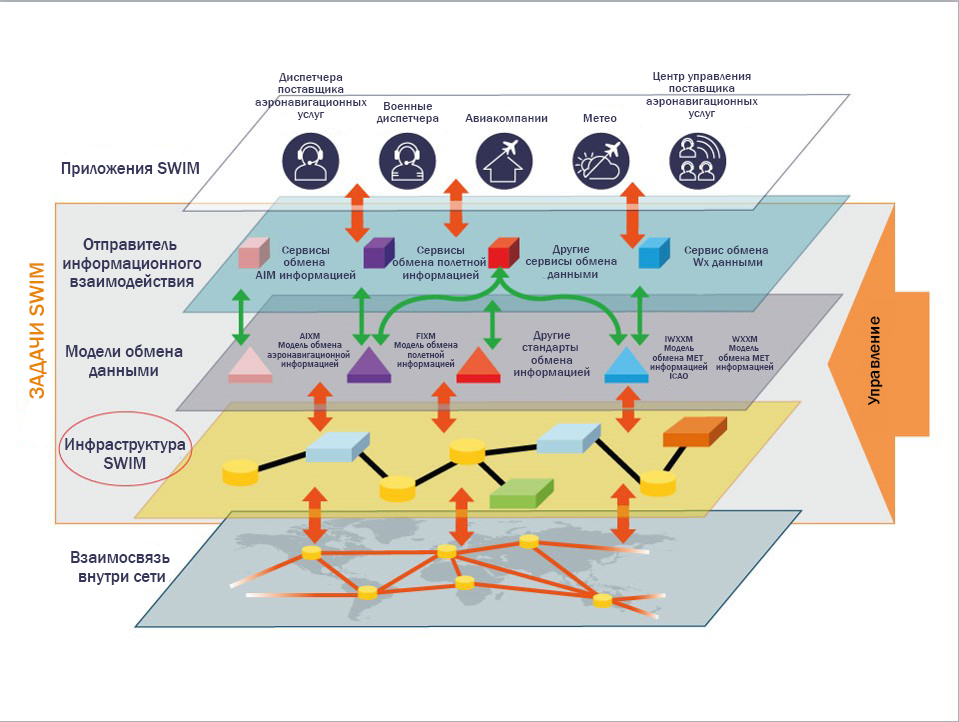 Диспетчера
поставщика
аэронавигационных
услуг
Военные
диспетчера
Авиакомпании
Метео
Центр управления
поставщика
аэронавигационных
услуг
Приложения SWIM
ЗАДАЧИ SWIM
Отправитель
информационного
взаимодействия
Сервисы
обмена
AIM информацией
Сервисы
обмена полетной
информацией
Другие
сервисы обмена
данными
Сервис обмена
Wx данными
Модели обмена
данными
AIXM
Модель обмена
аэронавигационной
информацией
FIXM
Модель обмена
полетной
информацией
Другие
стандарты
обмена
информацией
IWXXM
Модель
обмена МЕТ
информацией
ICAO
WXXM
Модель
обмена МЕТ
информацией
Управление
Инфраструктура
SWIM
Взаимосвязь
внутри сети